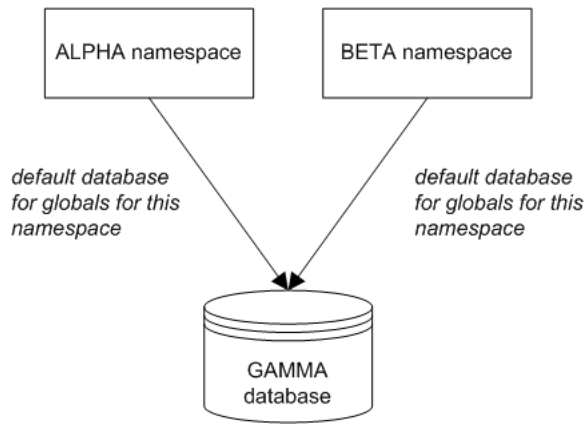 ALPHA namespace
BETA namespace
default database
for globals for this
namespace
default database
for globals for this
namespace
GAMMA
database